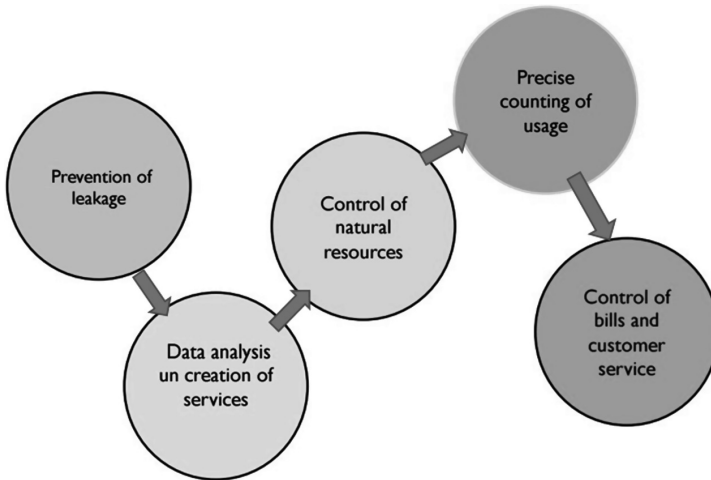 Prevention of
leakage
Data analysis
un creation of
services
Control of
natural
resources
Precise
counting of
usage
Control of
bills and
customer
service